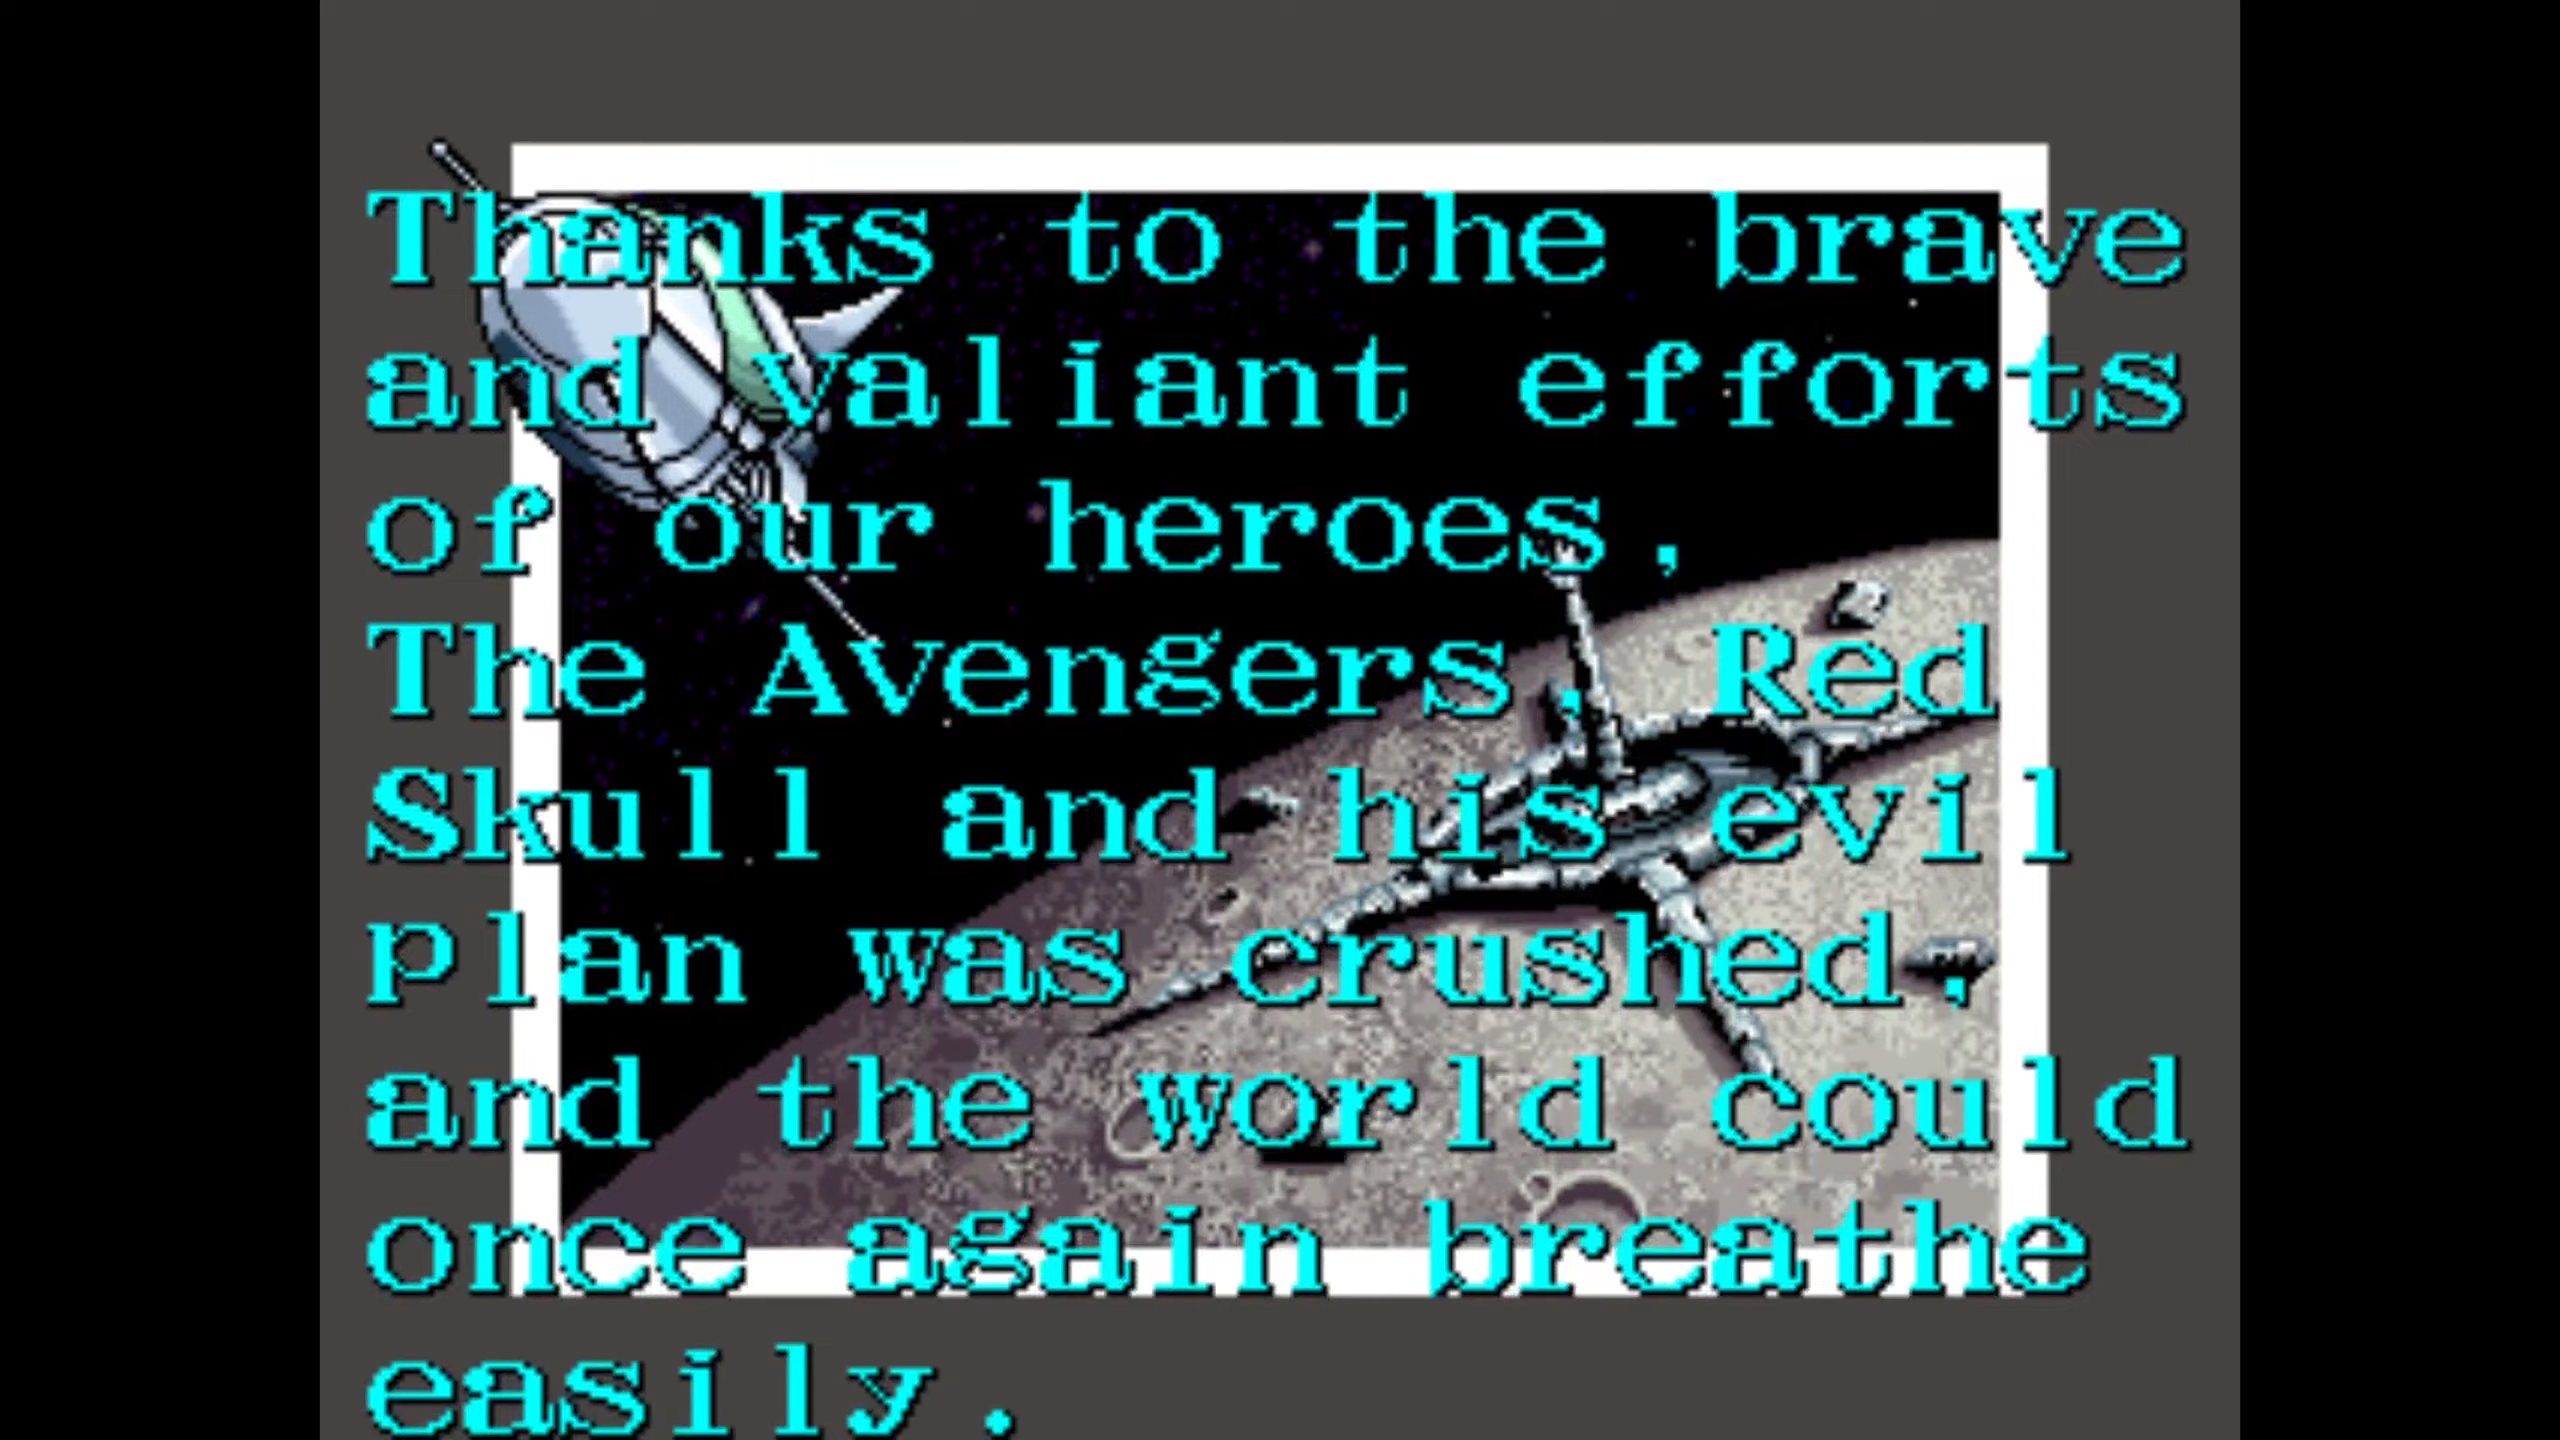 Thanks to the brave
and valiant efforts
of our heroes,
The Avengers, Red
Skull and his evil
plan was crushed,
and the world could
once again breathe
easily.